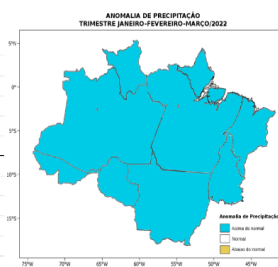 ANOMALIA DE PRECIPITAÇÃO
TRIMESTRE JANEIRO-FEVEREIRO-MARÇO/2022
5°N
0°
5°S
10°S
15°S
75°W 70°W 65°W 60°W 55°W 50°W 45°W
Anomalia de Precipitação
Acima do normal
Normal
Abaixo do normal